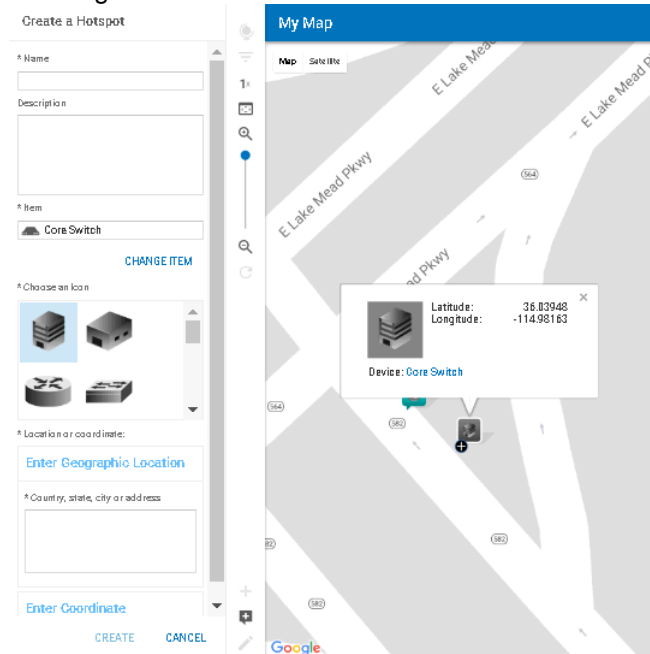 Create a Hotspot
* Name
Description
* Item
Core Switch
CHANGE ITEM
* Choose an Icon
* Location or coordinate:
Enter Geographic Location
* Country, state, city or address
Enter Coordinate
CREATE CANCEL
1x
My Map
Map Satellite
E Lake Mead
E Lake Mead P
E Lake Mead Pkwy
564
ad Pkwy
Latitude: 36.03948
Longitude: -114.98163
Device: Core Switch
564
582
582
582
Google